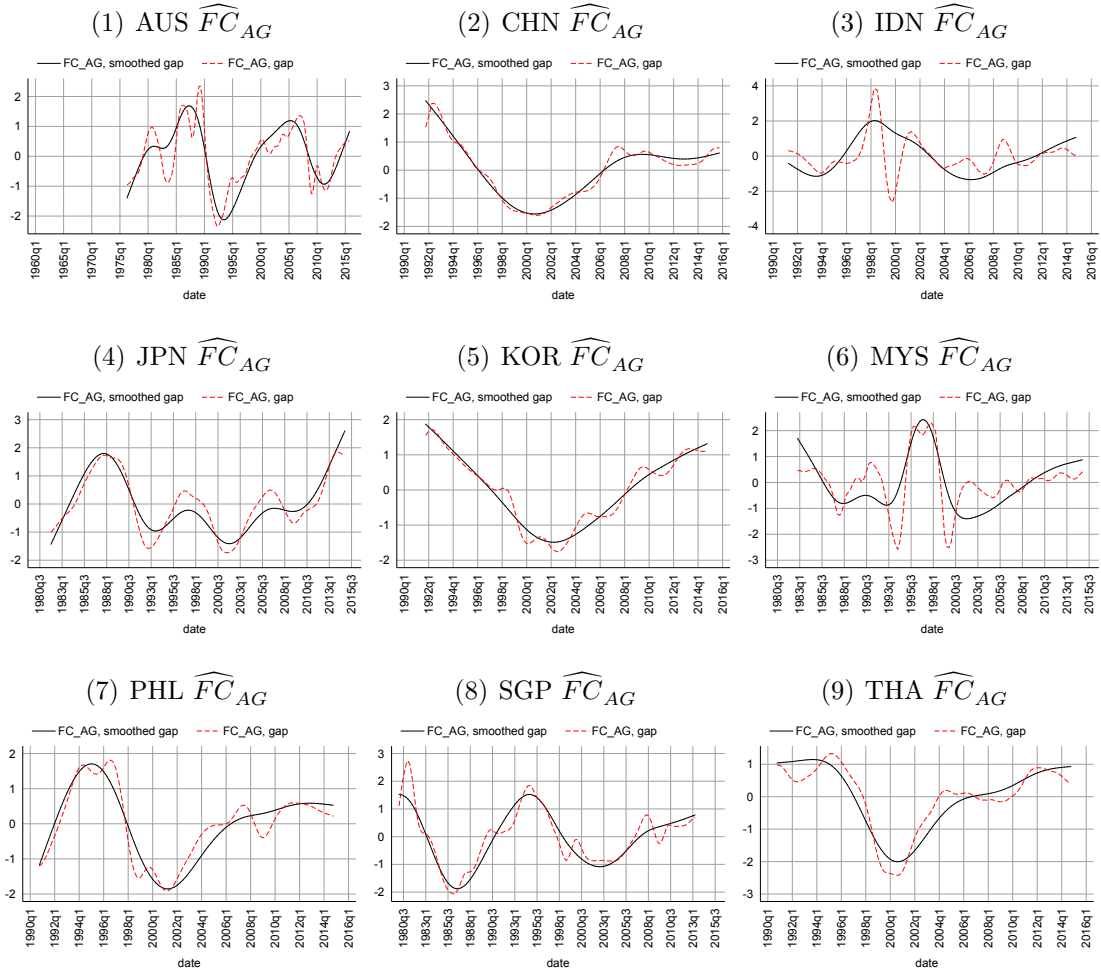 (1) AUS FC_AG (2) CHN FC_AG (3) IDN FC_AG
FC_AG, smoothed gap FC_AG, gap FC_AG, smoothed gap FC_AG, gap FC_AG, smoothed gap FC_AG, gap
2 1 0 -1 -2
1960q1 1965q1 1970q1 1975q1 1980q1 1985q1 1990q1 1995q1 2000q1 2005q1 2010q1 2015q1
date
3 2 1 0 -1 -2
1990q1 1992q1 1994q1 1996q1 1998q1 2000q1 2002q1 2004q1 2006q1 2008q1 2010q1 2012q1 2014q1 2016q1
date
4 2 0 -2 -4
1990q1 1992q1 1994q1 1996q1 1998q1 2000q1 2002q1 2004q1 2006q1 2008q1 2010q1 2012q1 2014q1 2016q1
date
(4) JPN FC_AG (5) KOR FC_AG (6) MYS FC_AG
FC_AG, smoothed gap FC_AG, gap FC_AG, smoothed gap FC_AG, gap FC_AG, smoothed gap FC_AG, gap
3 2 1 0 -1 -2
1980q3 1983q1 1985q3 1988q1 1990q3 1993q1 1995q3 1998q1 2000q3 2003q1 2005q3 2008q1 2010q3 2013q1 2015q3
date
2 1 0 -1 -2
1990q1 1992q1 1994q1 1996q1 1998q1 2000q1 2002q1 2004q1 2006q1 2008q1 2010q1 2012q1 2014q1 2016q1
date
2 1 0 -1 -2 -3
1980q3 1983q1 1985q3 1988q1 1990q3 1993q1 1995q3 1998q1 2000q3 2003q1 2005q3 2008q1 2010q3 2013q1 2015q3
date
(7) PHL FC_AG (8) SGP FC_AG (9) THA FC_AG
FC_AG, smoothed gap FC_AG, gap FC_AG, smoothed gap FC_AG, gap FC_AG, smoothed gap FC_AG, gap
2 1 0 -1 -2
1990q1 1992q1 1994q1 1996q1 1998q1 2000q1 2002q1 2004q1 2006q1 2008q1 2010q1 2012q1 2014q1 2016q1
date
3 2 1 0 -1 -2
1980q3 1983q1 1985q3 1988q1 1990q3 1993q1 1995q3 1998q1 2000q3 2003q1 2005q3 2008q1 2010q3 2013q1 2015q3
date
1 0 -1 -2 -3
1990q1 1992q1 1994q1 1996q1 1998q1 2000q1 2002q1 2004q1 2006q1 2008q1 2010q1 2012q1 2014q1 2016q1
date